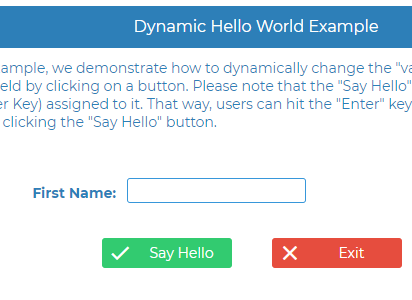 Dynamic Hello World Example
ample, we demonstrate how to dynamically change the "va
eld by clicking on a button. Please note that the "Say Hello"
er Key) assigned to it. That way, users can hit the "Enter" key
clicking the "Say Hello" button.
First Name:
Say Hello
Exit